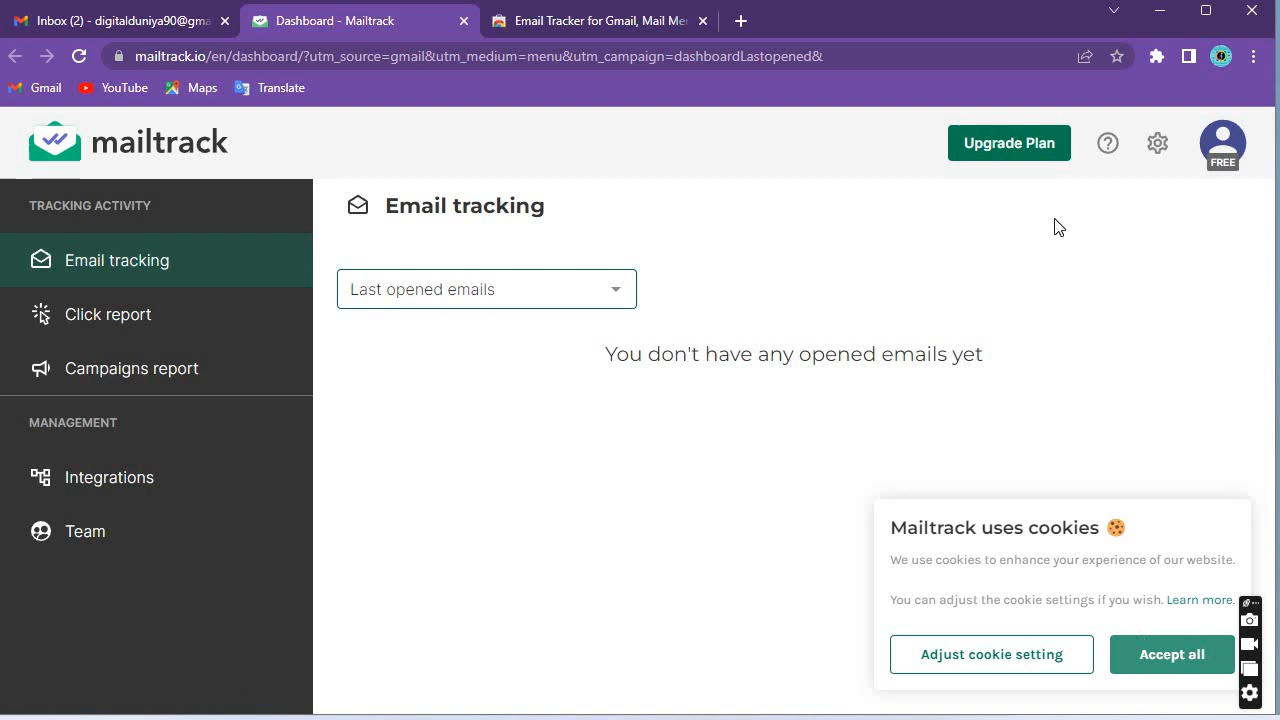 Inbox (2) - digitalduniya90@gma
Dashboard - Mailtrack
Email Tracker for Gmail, Mail Mer
mailtrack.io/en/dashboard/?utm_source=gmail&utm_medium=menu&utm_campaign=dashboardLastopened&
Gmail
YouTube
Maps
Translate
mailtrack
Upgrade Plan
FREE
TRACKING ACTIVITY
Email tracking
Click report
Campaigns report
MANAGEMENT
Integrations
Team
Email tracking
Last opened emails
You don't have any opened emails yet
Mailtrack uses cookies 🍪
We use cookies to enhance your experience of our website.
You can adjust the cookie settings if you wish. Learn more.
Adjust cookie setting
Accept all